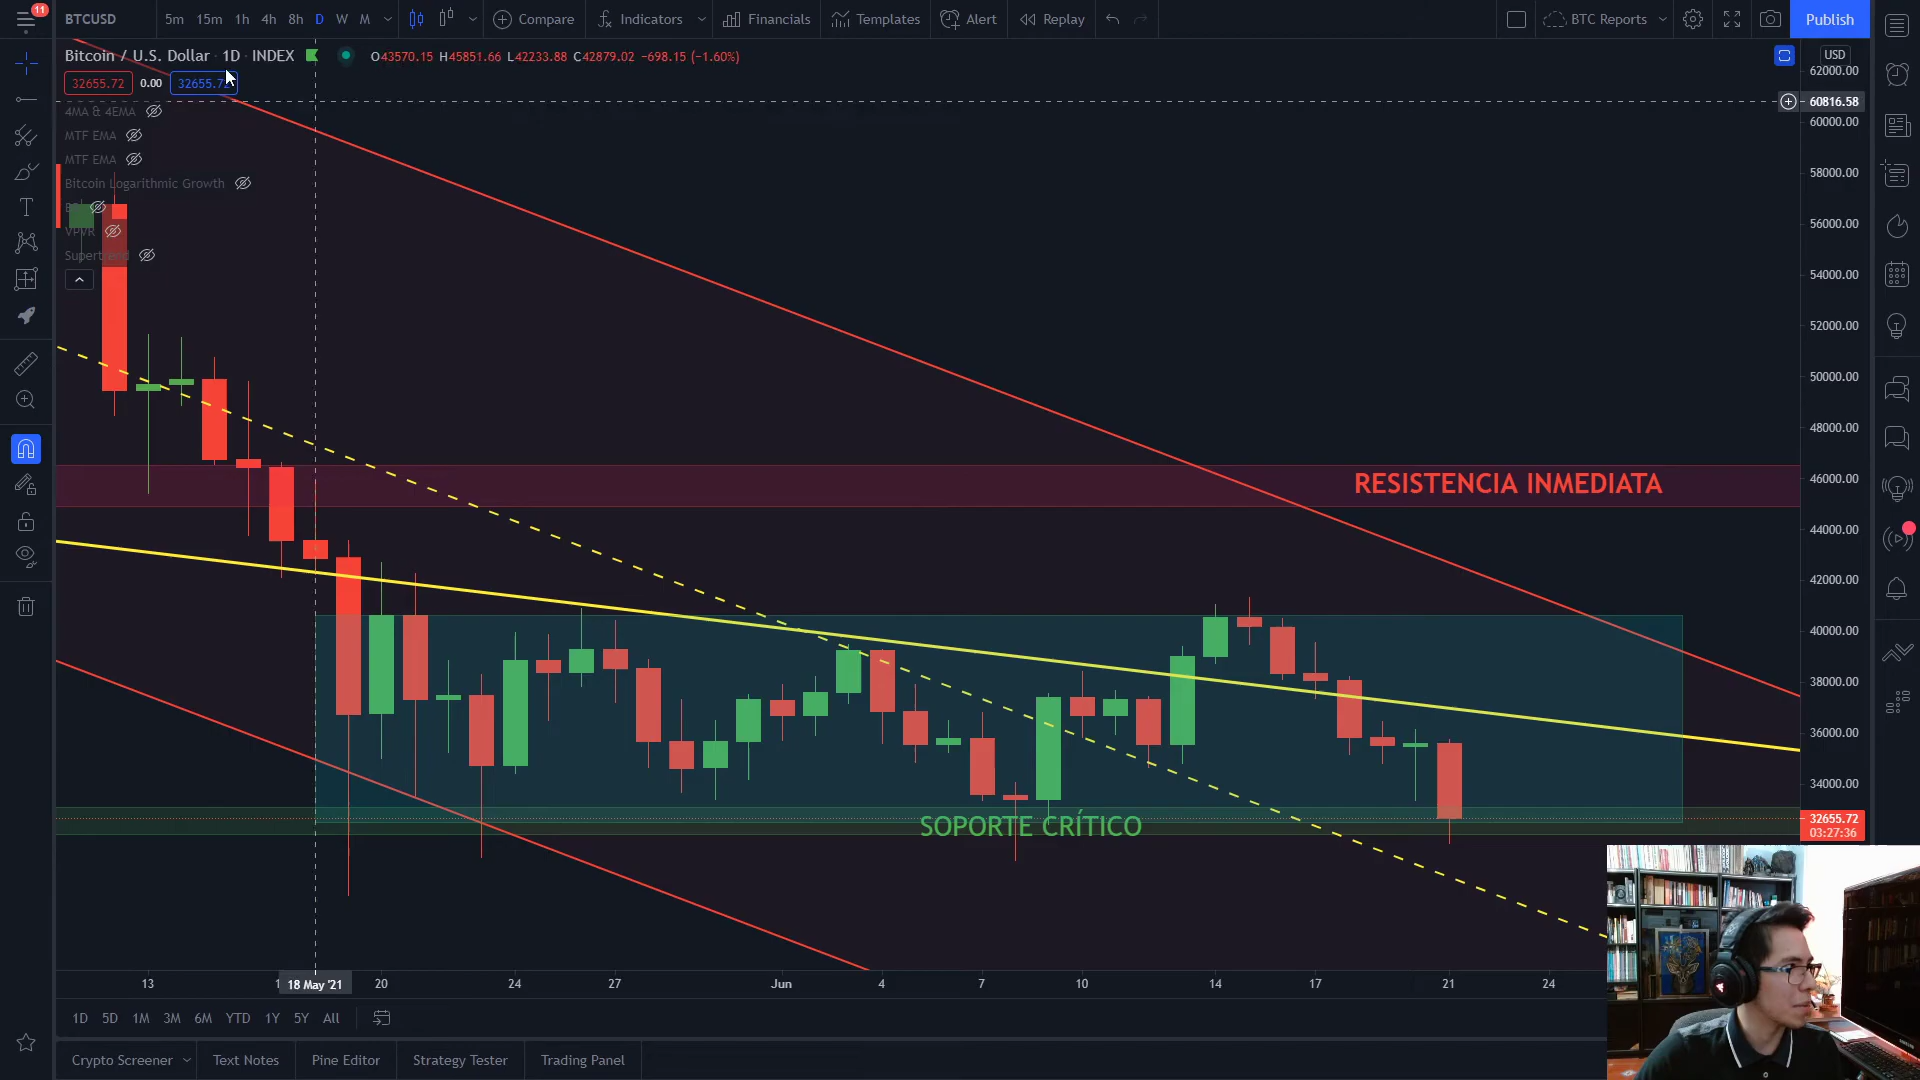 11
BTCUSD 5m 15m 1h 4h 8h D W M Compare Indicators Financials Templates Alert Replay BTC Reports Publish
Bitcoin / U.S. Dollar · 1D · INDEX O43570.15 H45851.66 L42233.88 C42879.02 −698.15 (−1.60%)
USD
32655.72 0.00 32655.72
4MA & 4EMA
MTF EMA
MTF EMA
Bitcoin Logarithmic Growth
VPVR
Supertrend
62000.00
60816.58
60000.00
58000.00
56000.00
54000.00
52000.00
50000.00
48000.00
46000.00
44000.00
42000.00
40000.00
38000.00
36000.00
34000.00
32655.72
03:27:36
RESISTENCIA INMEDIATA
SOPORTE CRÍTICO
13 18 May '21 20 24 27 Jun 4 7 10 14 17 21 24
1D 5D 1M 3M 6M YTD 1Y 5Y All
Crypto Screener Text Notes Pine Editor Strategy Tester Trading Panel